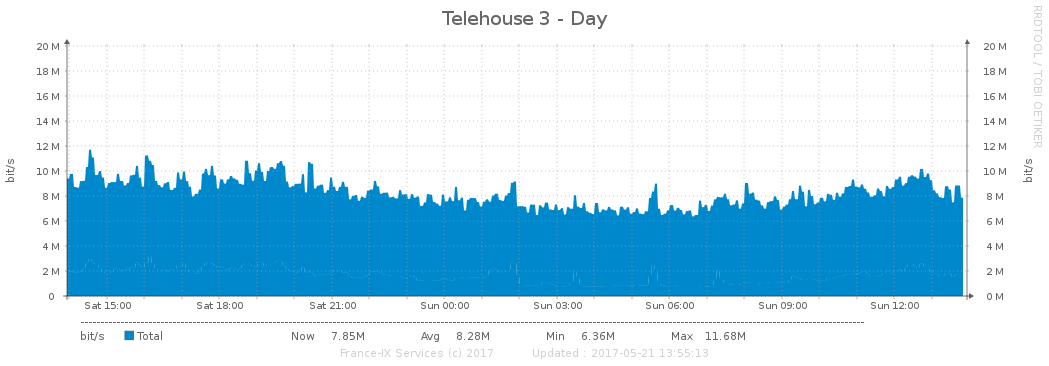 Telehouse 3 - Day
RRDTOOL / TOBI OETIKER
bit/s
bit/s
20 M 20 M
18 M 18 M
16 M 16 M
14 M 14 M
12 M 12 M
10 M 10 M
8 M 8 M
6 M 6 M
4 M 4 M
2 M 2 M
0 0 M
Sat 15:00 Sat 18:00 Sat 21:00 Sun 00:00 Sun 03:00 Sun 06:00 Sun 09:00 Sun 12:00
bit/s Total Now 7.85M Avg 8.28M Min 6.36M Max 11.68M
France-IX Services (c) 2017 Updated : 2017-05-21 13:55:13